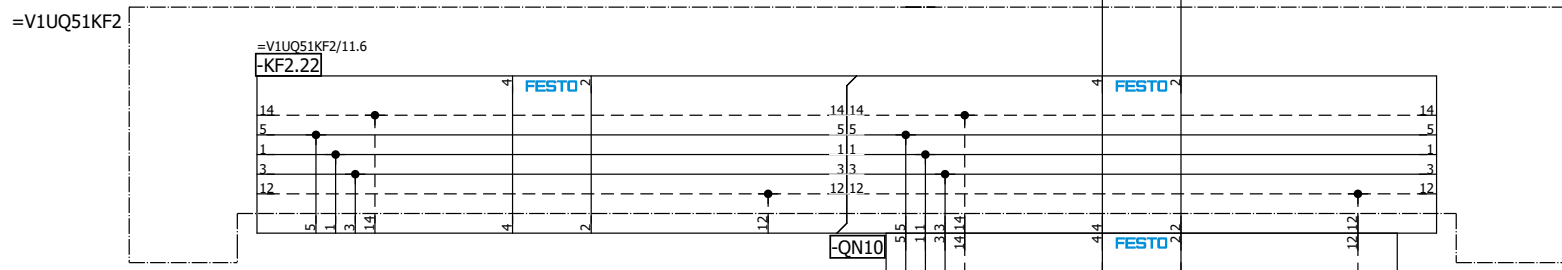 =V1UQ51KF2
=V1UQ51KF2/11.6
-KF2.22
4 FESTO 2 4 FESTO 2
14 14 14 14
5 5 5 5
1 1 1 1
3 3 3 3
12 12 12 12
5 1 3 14 4 2 12 5 1 3 14 4 2 12
-QN10 5 1 3 14 4 FESTO 2 12